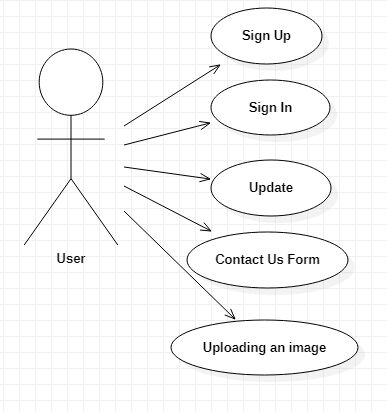 Sign Up
Sign In
Update
User
Contact Us Form
Uploading an image